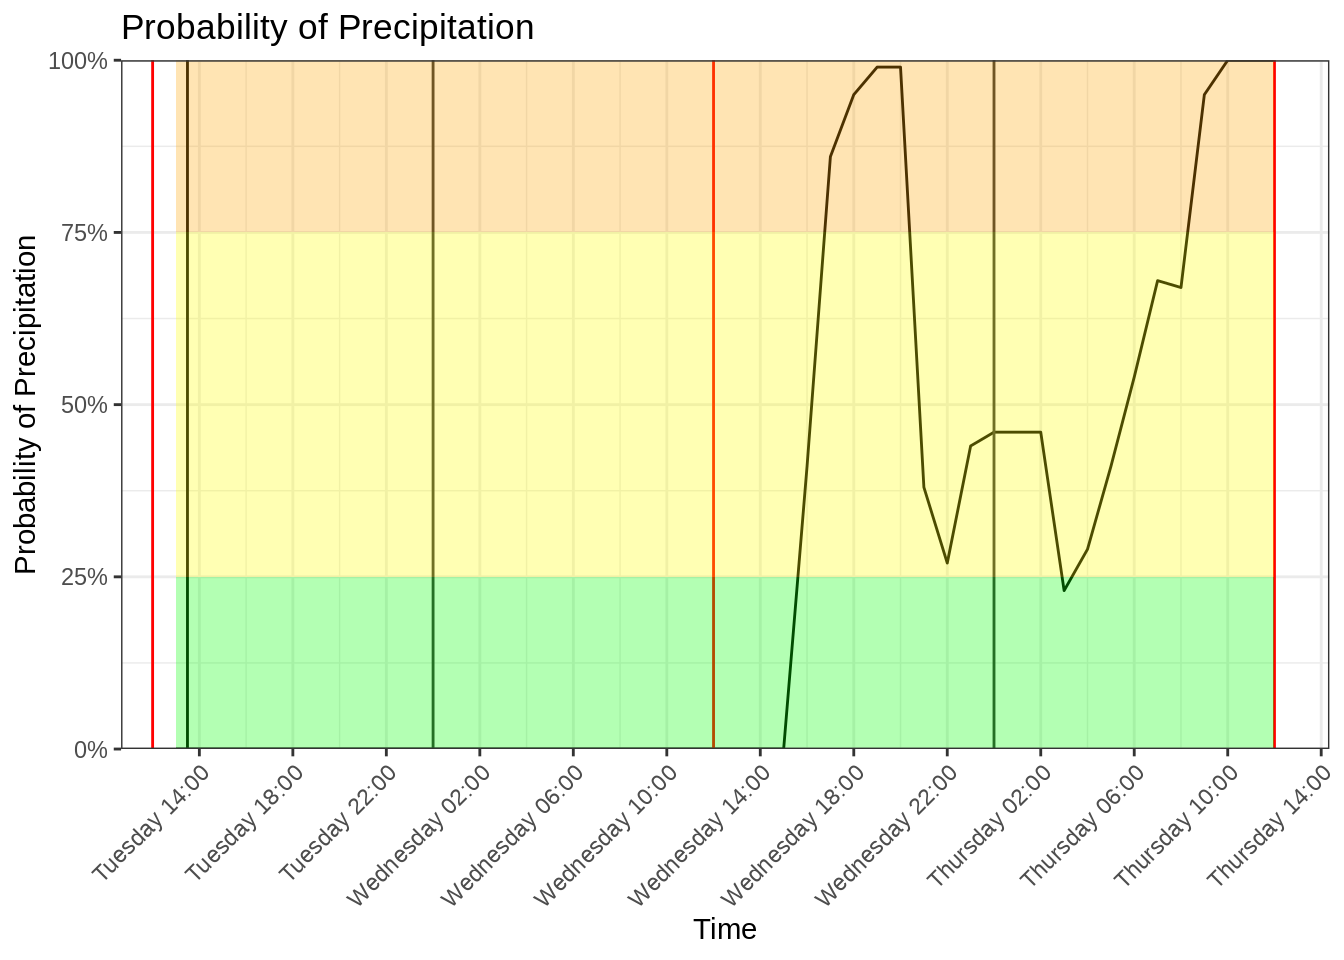 Probability of Precipitation
Probability of Precipitation
100%
75%
50%
25%
0%
Tuesday 14:00
Tuesday 18:00
Tuesday 22:00
Wednesday 02:00
Wednesday 06:00
Wednesday 10:00
Wednesday 14:00
Wednesday 18:00
Wednesday 22:00
Thursday 02:00
Thursday 06:00
Thursday 10:00
Thursday 14:00
Time